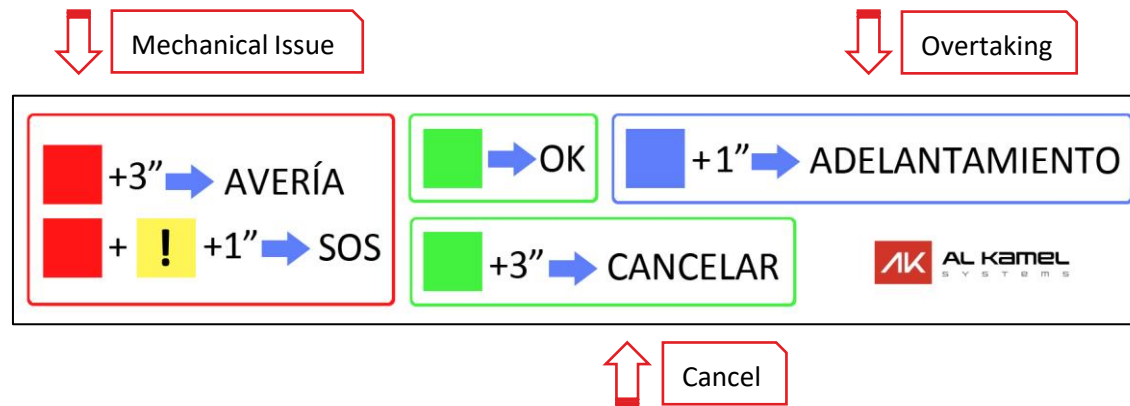 Mechanical Issue
Overtaking
+3” AVERÍA
+ ! +1” SOS
OK
+3” CANCELAR
+1” ADELANTAMIENTO
AK AL KAMEL
SYSTEMS
Cancel